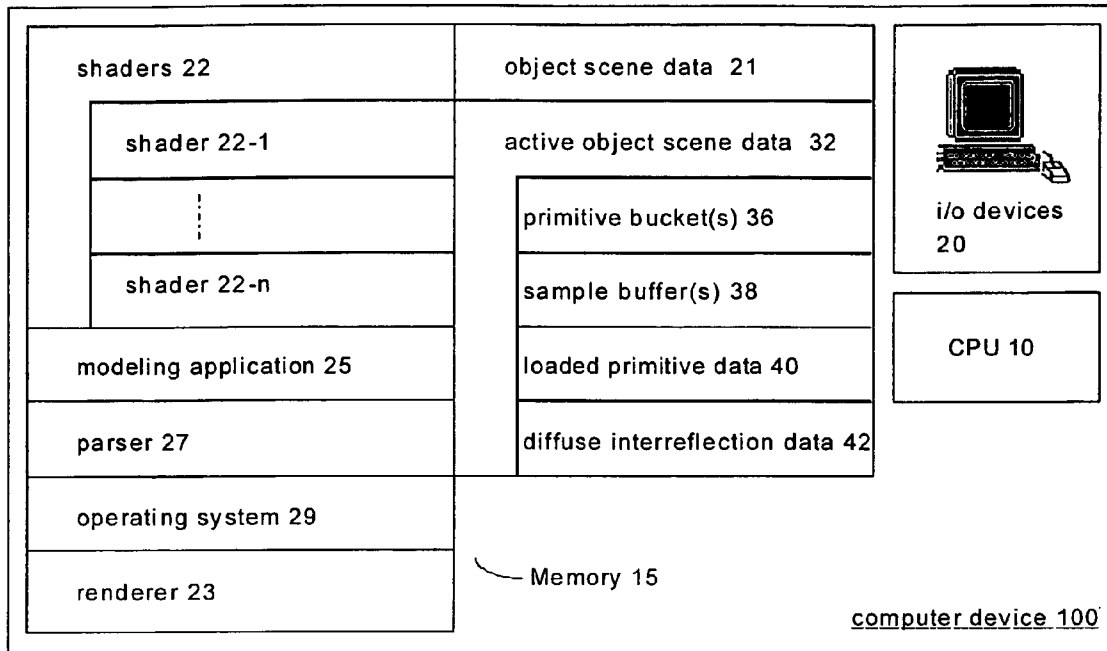 shaders 22
shader 22-1
shader 22-n
modeling application 25
parser 27
operating system 29
renderer 23
object scene data 21
active object scene data 32
primitive bucket(s) 36
sample buffer(s) 38
loaded primitive data 40
diffuse interreflection data 42
i/o devices
20
CPU 10
Memory 15
computer device 100